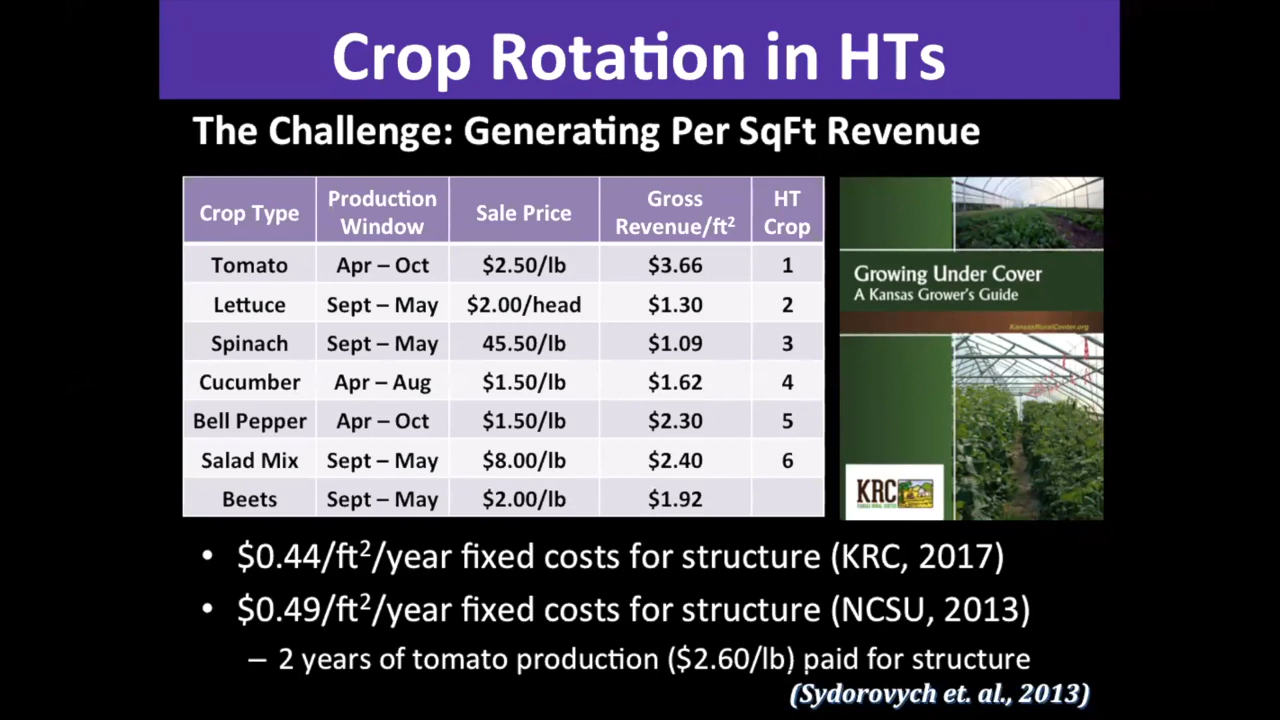 Crop Rotation in HTs
The Challenge: Generating Per SqFt Revenue
Crop Type Production Window Sale Price Gross Revenue/ft² HT Crop
Tomato Apr – Oct $2.50/lb $3.66 1
Lettuce Sept – May $2.00/head $1.30 2
Spinach Sept – May 45.50/lb $1.09 3
Cucumber Apr – Aug $1.50/lb $1.62 4
Bell Pepper Apr – Oct $1.50/lb $2.30 5
Salad Mix Sept – May $8.00/lb $2.40 6
Beets Sept – May $2.00/lb $1.92
Growing Under Cover
A Kansas Grower's Guide
KansasRuralCenter.org
KRC
KANSAS RURAL CENTER
• $0.44/ft²/year fixed costs for structure (KRC, 2017)
• $0.49/ft²/year fixed costs for structure (NCSU, 2013)
– 2 years of tomato production ($2.60/lb) paid for structure
(Sydorovych et. al., 2013)